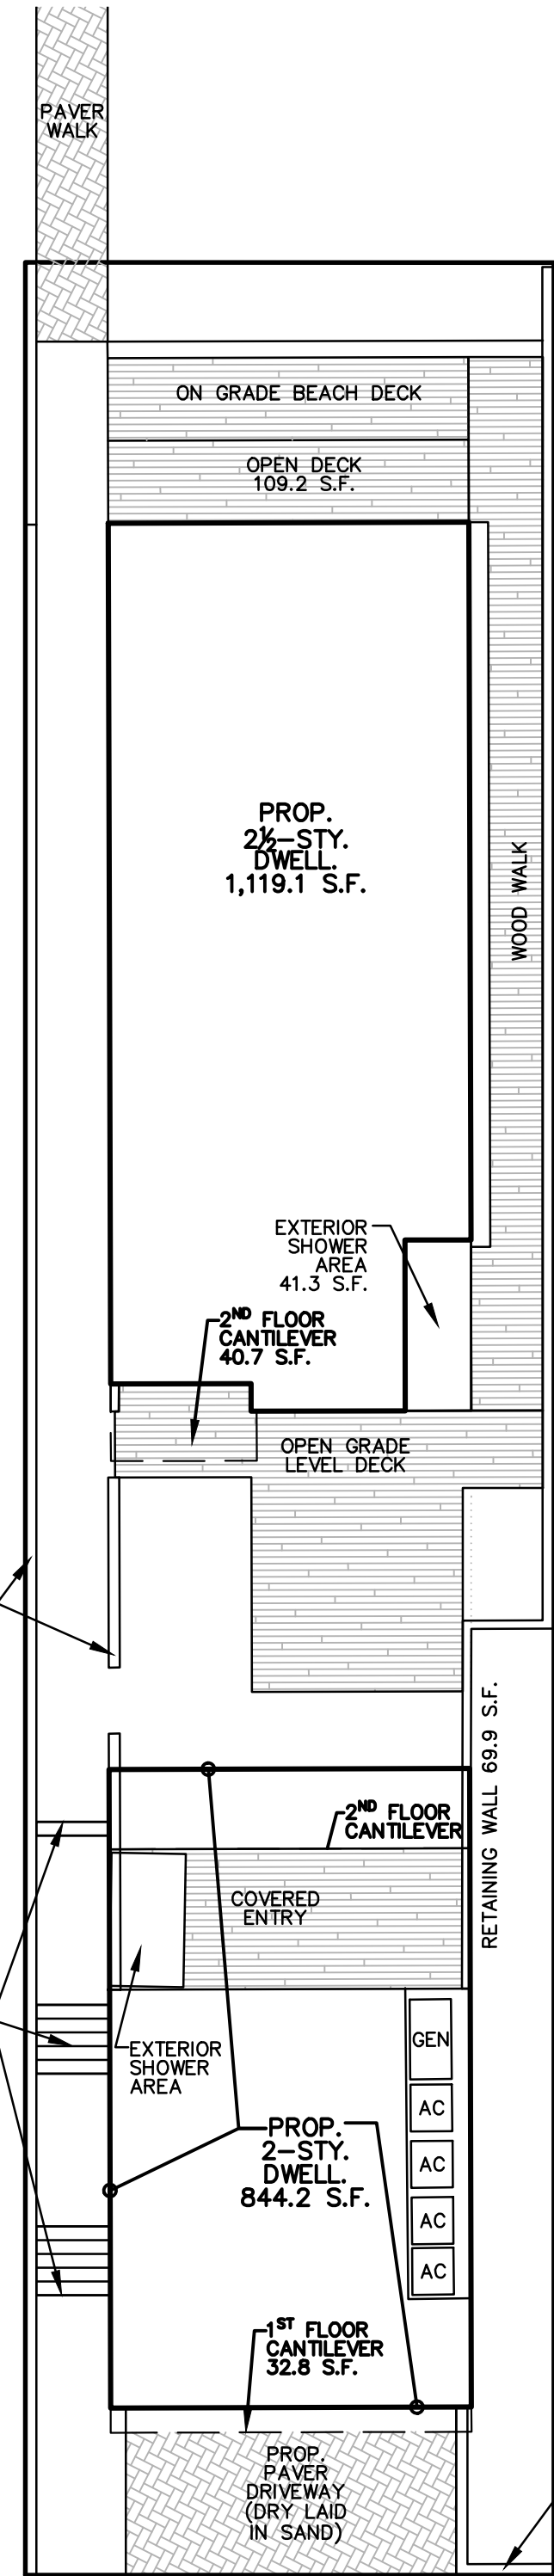 PAVER
WALK
ON GRADE BEACH DECK
OPEN DECK
109.2 S.F.
PROP.
2½-STY.
DWELL.
1,119.1 S.F.
WOOD WALK
EXTERIOR
SHOWER
AREA
41.3 S.F.
2ND FLOOR
CANTILEVER
40.7 S.F.
OPEN GRADE
LEVEL DECK
RETAINING WALL 69.9 S.F.
2ND FLOOR
CANTILEVER
COVERED
ENTRY
EXTERIOR
SHOWER
AREA
GEN
AC
AC
AC
AC
PROP.
2-STY.
DWELL.
844.2 S.F.
1ST FLOOR
CANTILEVER
32.8 S.F.
PROP.
PAVER
DRIVEWAY
(DRY LAID
IN SAND)